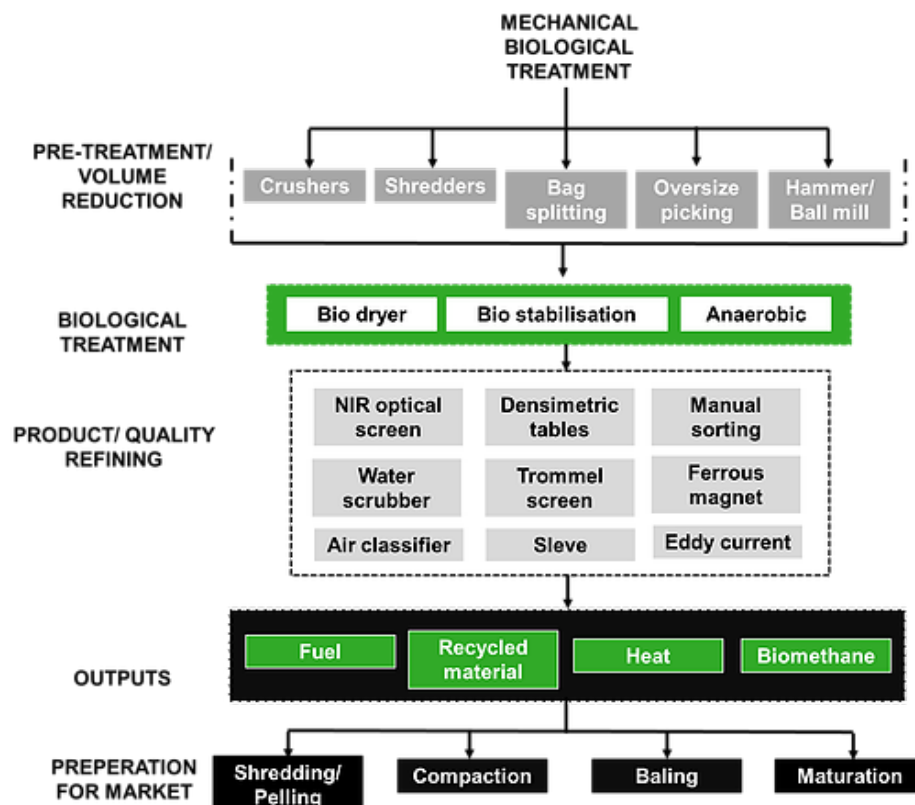 MECHANICAL
BIOLOGICAL
TREATMENT
PRE-TREATMENT/
VOLUME
REDUCTION
Crushers
Shredders
Bag
splitting
Oversize
picking
Hammer/
Ball mill
BIOLOGICAL
TREATMENT
Bio dryer
Bio stabilisation
Anaerobic
PRODUCT/ QUALITY
REFINING
NIR optical
screen
Densimetric
tables
Manual
sorting
Water
scrubber
Trommel
screen
Ferrous
magnet
Air classifier
Sleve
Eddy current
OUTPUTS
Fuel
Recycled
material
Heat
Biomethane
PREPERATION
FOR MARKET
Shredding/
Pelling
Compaction
Baling
Maturation